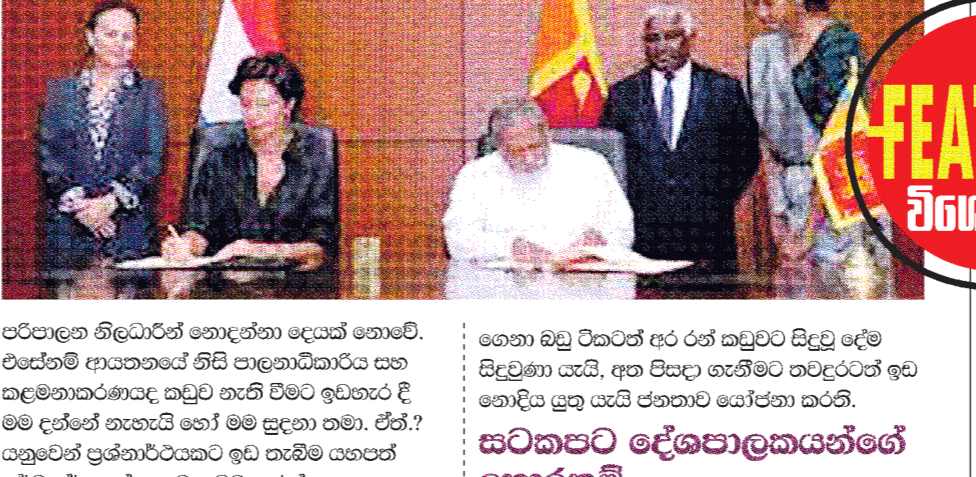 FEA
විශේ
පරිපාලන නිලධාරීන් නොදන්නා දෙයක් නොවේ.
එසේනම් ආයතනයේ නිසි පාලනාධිකාරිය සහ
කළමනාකරණයද කඩුව නැති වීමට ඉඩහැර දී
මම දන්නේ නැහැයි හෝ මම සුදනා තමා. ඒත්.?
යනුවෙන් ප්‍රශ්නාර්ථයකට ඉඩ තැබීම යහපත්
ගෙනා බඩු ටිකටත් අර රන් කඩුවට සිදුවූ දේම
සිදුවුණා යැයි, අත පිසදා ගැනීමට තවදුරටත් ඉඩ
නොදිය යුතු යැයි ජනතාව යෝජනා කරති.
සටකපට දේශපාලකයන්ගේ